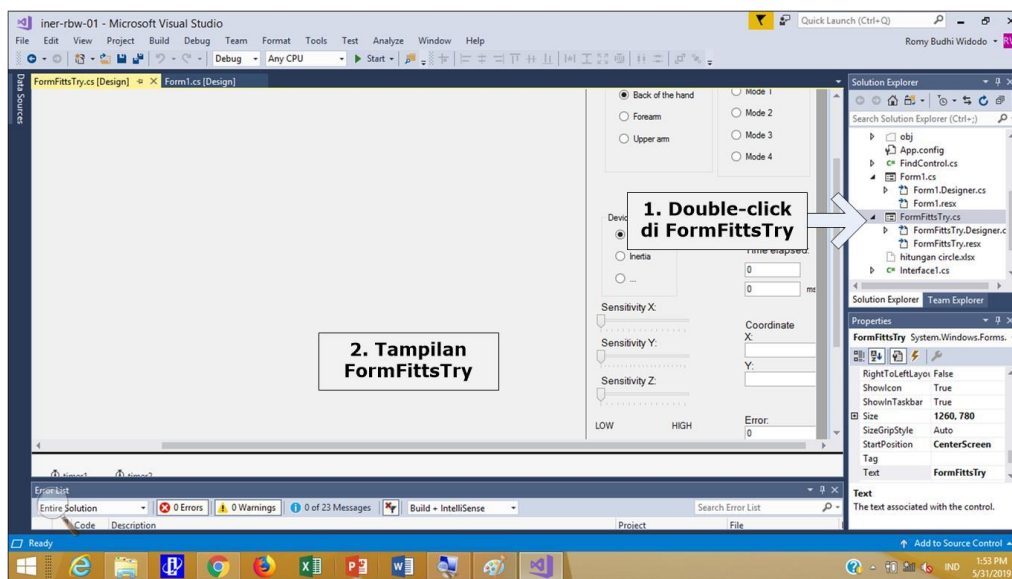 iner-rbw-01 - Microsoft Visual Studio
Quick Launch (Ctrl+Q)
File Edit View Project Build Debug Team Format Tools Test Analyze Window Help
Romy Budhi Widodo
Debug Any CPU Start
Data Sources
FormFittsTry.cs [Design] Form1.cs [Design]
Back of the hand
Forearm
Upper arm
Mode 1
Mode 2
Mode 3
Mode 4
1. Double-click
di FormFittsTry
Inertia
...
Time elapsed:
0
0 ms
Sensitivity X:
Sensitivity Y:
Sensitivity Z:
LOW HIGH
Coordinate
X:
Y:
Error:
0
2. Tampilan
FormFittsTry
timer1 timer2
Solution Explorer
Search Solution Explorer (Ctrl+;)
obj
App.config
C# FindControl.cs
Form1.cs
Form1.Designer.cs
Form1.resx
FormFittsTry.cs
FormFittsTry.Designer.c
FormFittsTry.resx
hitungan circle.xlsx
C# Interface1.cs
Solution Explorer Team Explorer
Properties
FormFittsTry System.Windows.Forms.
RightToLeftLayou False
ShowIcon True
ShowInTaskbar True
Size 1260, 780
SizeGripStyle Auto
StartPosition CenterScreen
Tag
Text FormFittsTry
Text
The text associated with the control.
Error List
Entire Solution 0 Errors 0 Warnings 0 of 23 Messages Build + IntelliSense Search Error List
Code Description Project File
Ready Add to Source Control
IND 1:53 PM
5/31/2019